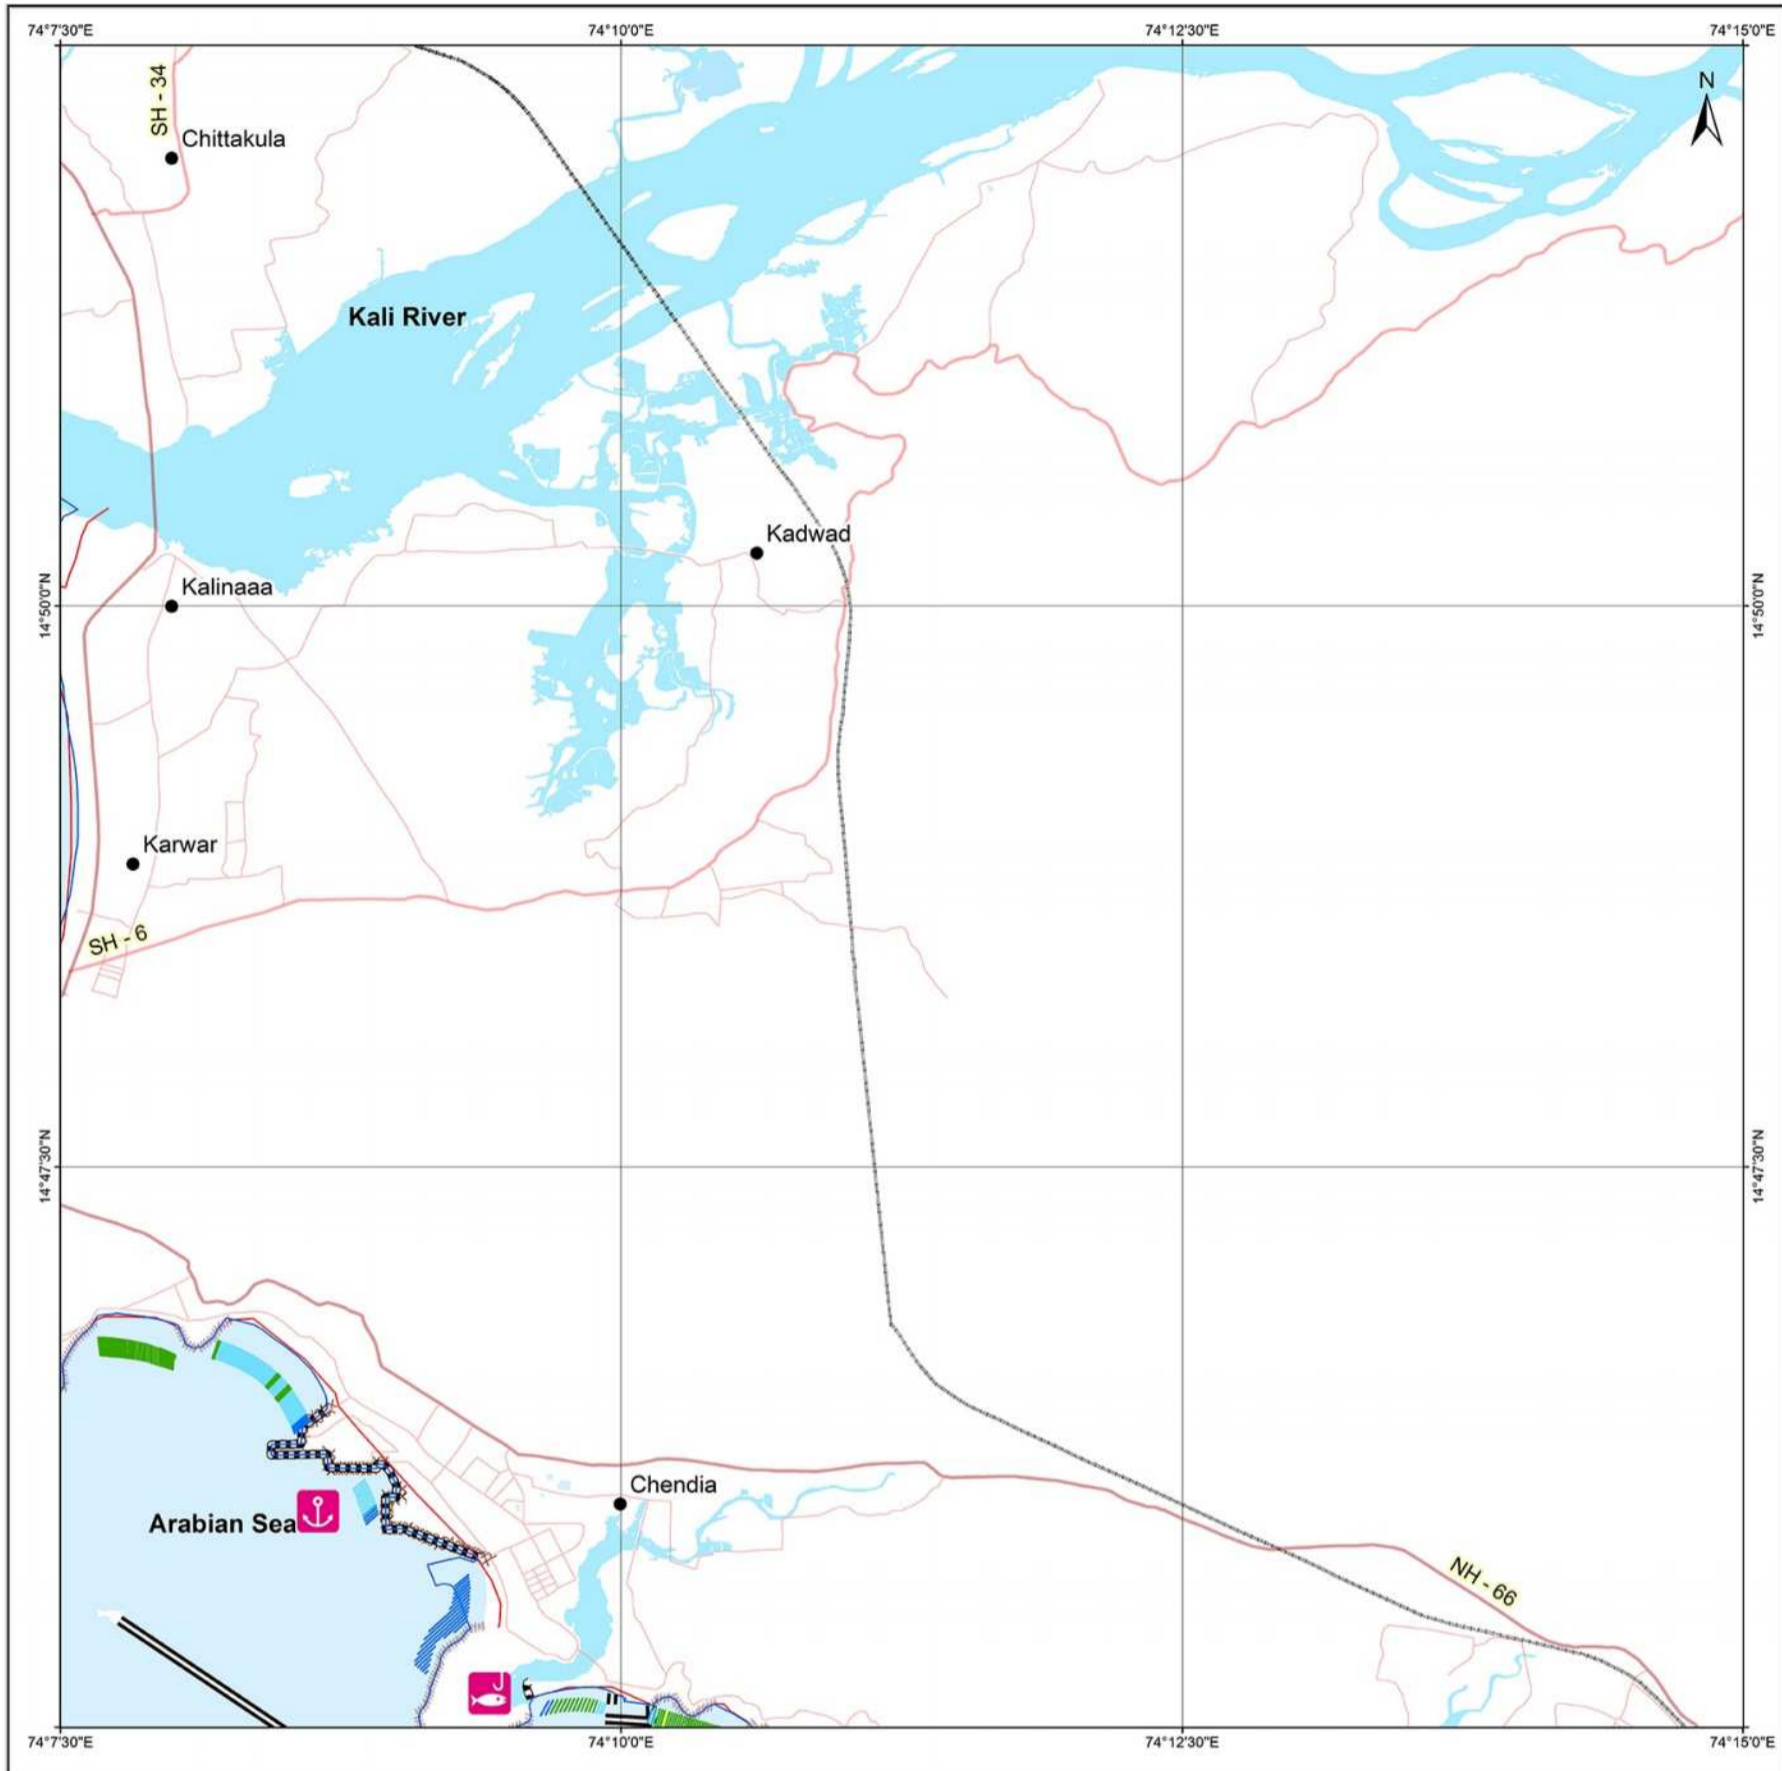 74°7'30"E
74°10'0"E
74°12'30"E
74°15'0"E
N
SH - 34
Chittakula
Kali River
Kadwad
Kalinaaa
14°50'0"N
14°50'0"N
Karwar
SH - 6
14°47'30"N
14°47'30"N
Chendia
Arabian Sea
NH - 66
74°7'30"E
74°10'0"E
74°12'30"E
74°15'0"E